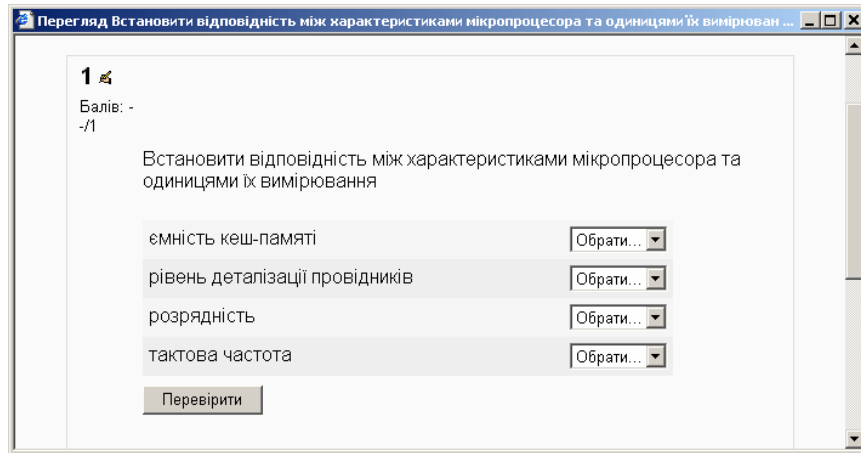 Перегляд Встановити відповідність між характеристиками мікропроцесора та одиницями їх вимірюван ...
1
Балів: -
-/1
Встановити відповідність між характеристиками мікропроцесора та
одиницями їх вимірювання
ємність кеш-памяті Обрати...
рівень деталізації провідників Обрати...
розрядність Обрати...
тактова частота Обрати...
Перевірити